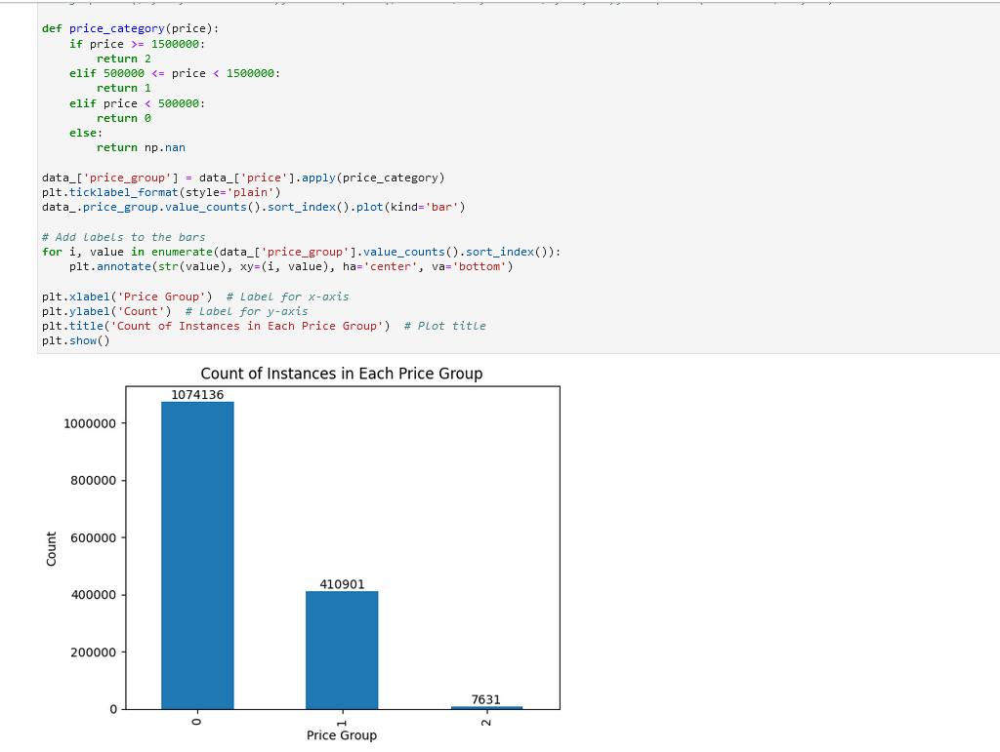 def price_category(price):
    if price >= 1500000:
        return 2
    elif 500000 <= price < 1500000:
        return 1
    elif price < 500000:
        return 0
    else:
        return np.nan
data_['price_group'] = data_['price'].apply(price_category)
plt.ticklabel_format(style='plain')
data_.price_group.value_counts().sort_index().plot(kind='bar')
# Add labels to the bars
for i, value in enumerate(data_['price_group'].value_counts().sort_index()):
    plt.annotate(str(value), xy=(i, value), ha='center', va='bottom')
plt.xlabel('Price Group')  # Label for x-axis
plt.ylabel('Count')  # Label for y-axis
plt.title('Count of Instances in Each Price Group')  # Plot title
plt.show()
Count of Instances in Each Price Group
1074136
1000000
800000
600000
Count
410901
400000
200000
7631
0
0
1
2
Price Group